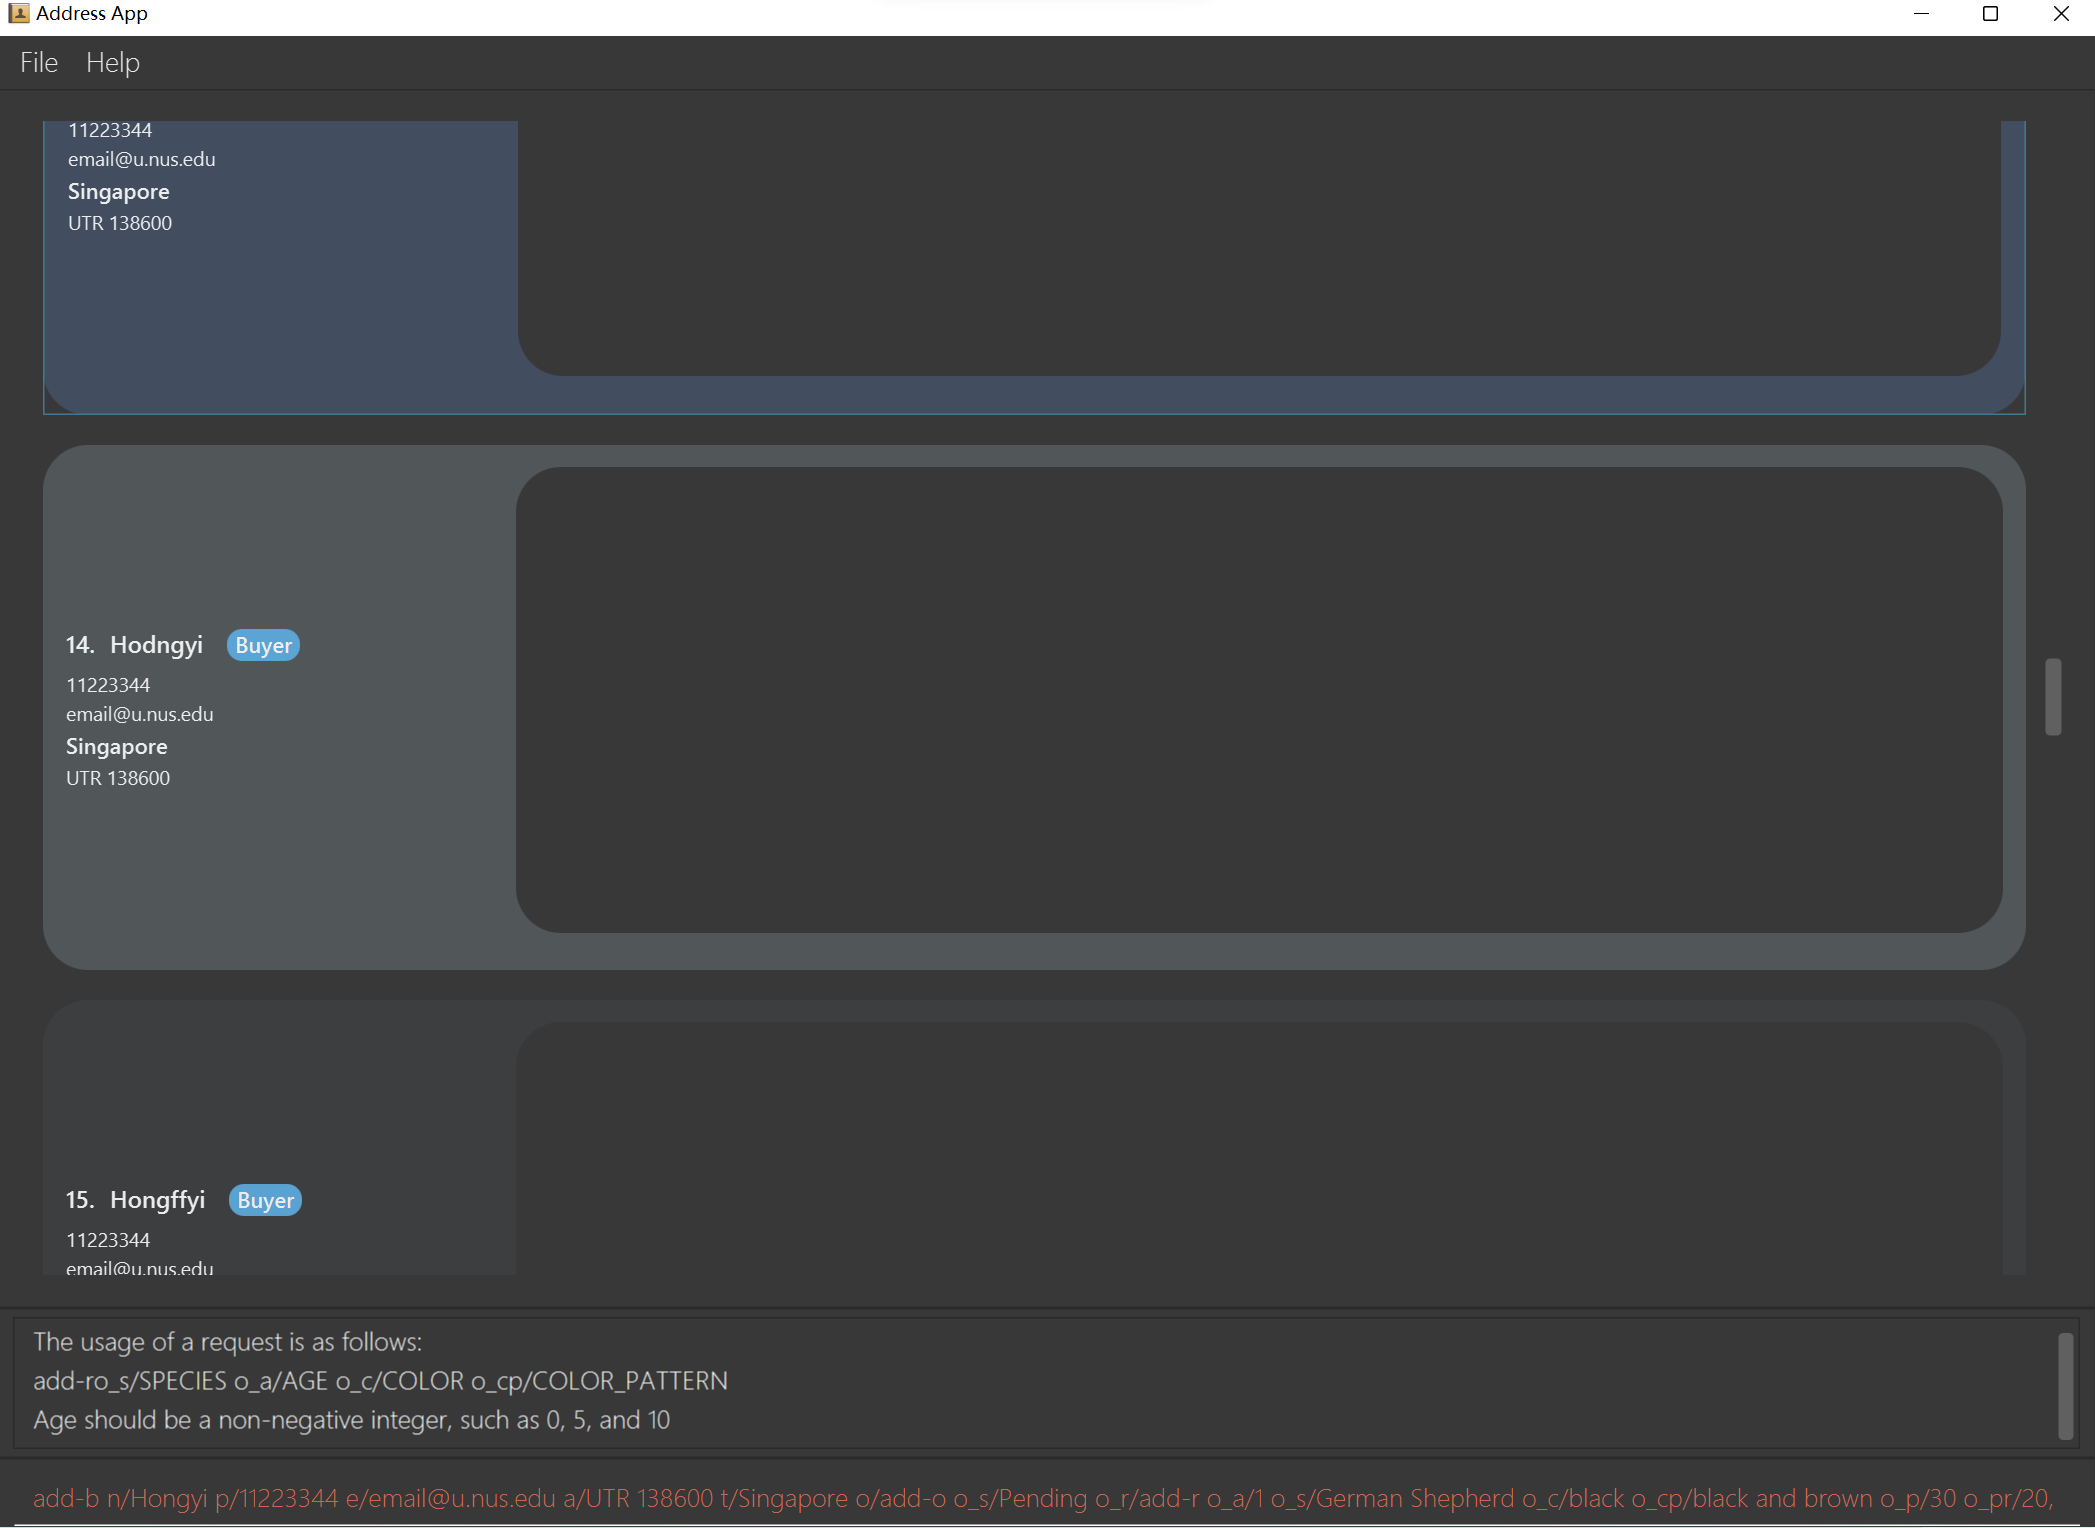 Address App
File Help
11223344
email@u.nus.edu
Singapore
UTR 138600
14. Hodngyi Buyer
11223344
email@u.nus.edu
Singapore
UTR 138600
15. Hongffyi Buyer
11223344
email@u.nus.edu
The usage of a request is as follows:
add-ro_s/SPECIES o_a/AGE o_c/COLOR o_cp/COLOR_PATTERN
Age should be a non-negative integer, such as 0, 5, and 10
add-b n/Hongyi p/11223344 e/email@u.nus.edu a/UTR 138600 t/Singapore o/add-o o_s/Pending o_r/add-r o_a/1 o_s/German Shepherd o_c/black o_cp/black and brown o_p/30 o_pr/20,